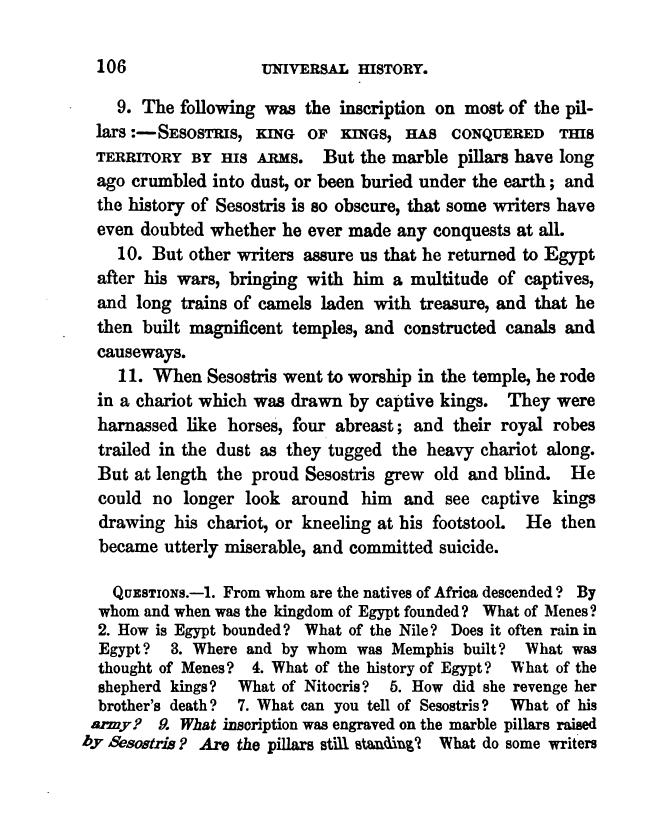 106 UNIVERSAL HISTORY.
9. The following was the inscription on most of the pil-
lars:—SESOSTRIS, KING OF KINGS, HAS CONQUERED THIS
TERRITORY BY HIS ARMS. But the marble pillars have long
ago crumbled into dust, or been buried under the earth; and
the history of Sesostris is so obscure, that some writers have
even doubted whether he ever made any conquests at all.
10. But other writers assure us that he returned to Egypt
after his wars, bringing with him a multitude of captives,
and long trains of camels laden with treasure, and that he
then built magnificent temples, and constructed canals and
causeways.
11. When Sesostris went to worship in the temple, he rode
in a chariot which was drawn by captive kings. They were
harnassed like horses, four abreast; and their royal robes
trailed in the dust as they tugged the heavy chariot along.
But at length the proud Sesostris grew old and blind. He
could no longer look around him and see captive kings
drawing his chariot, or kneeling at his footstool. He then
became utterly miserable, and committed suicide.
QUESTIONS.—1. From whom are the natives of Africa descended? By
whom and when was the kingdom of Egypt founded? What of Menes?
2. How is Egypt bounded? What of the Nile? Does it often rain in
Egypt? 3. Where and by whom was Memphis built? What was
thought of Menes? 4. What of the history of Egypt? What of the
shepherd kings? What of Nitocris? 5. How did she revenge her
brother's death? 7. What can you tell of Sesostris? What of his
army? 9. What inscription was engraved on the marble pillars raised
by Sesostris? Are the pillars still standing? What do some writers